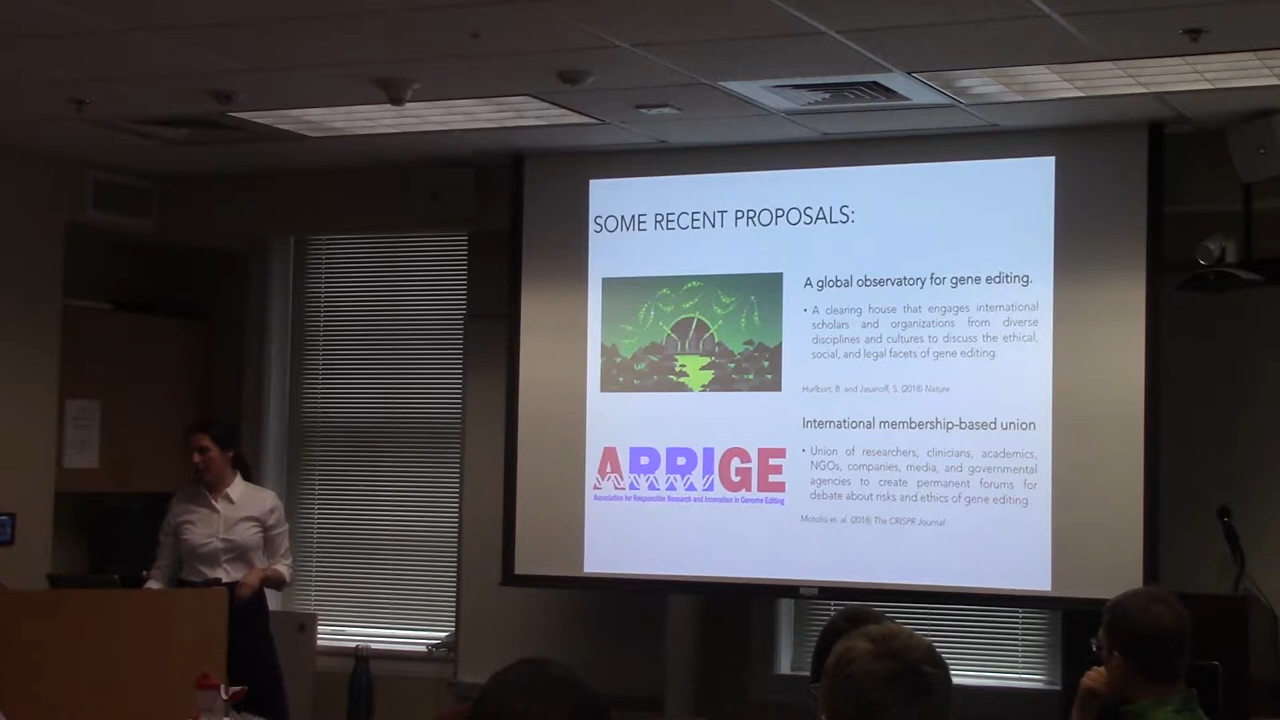 SOME RECENT PROPOSALS:
A global observatory for gene editing.
• A clearing house that engages international
scholars and organizations from diverse
disciplines and cultures to discuss the ethical,
social, and legal facets of gene editing.
Hurlburt, B. and Jasanoff, S. (2018) Nature
International membership-based union
• Union of researchers, clinicians, academics,
NGOs, companies, media, and governmental
agencies to create permanent forums for
debate about risks and ethics of gene editing
Motoliu et. al. (2018) The CRISPR Journal
ARRIGE
Association for Responsible Research and Innovation in Genome Editing